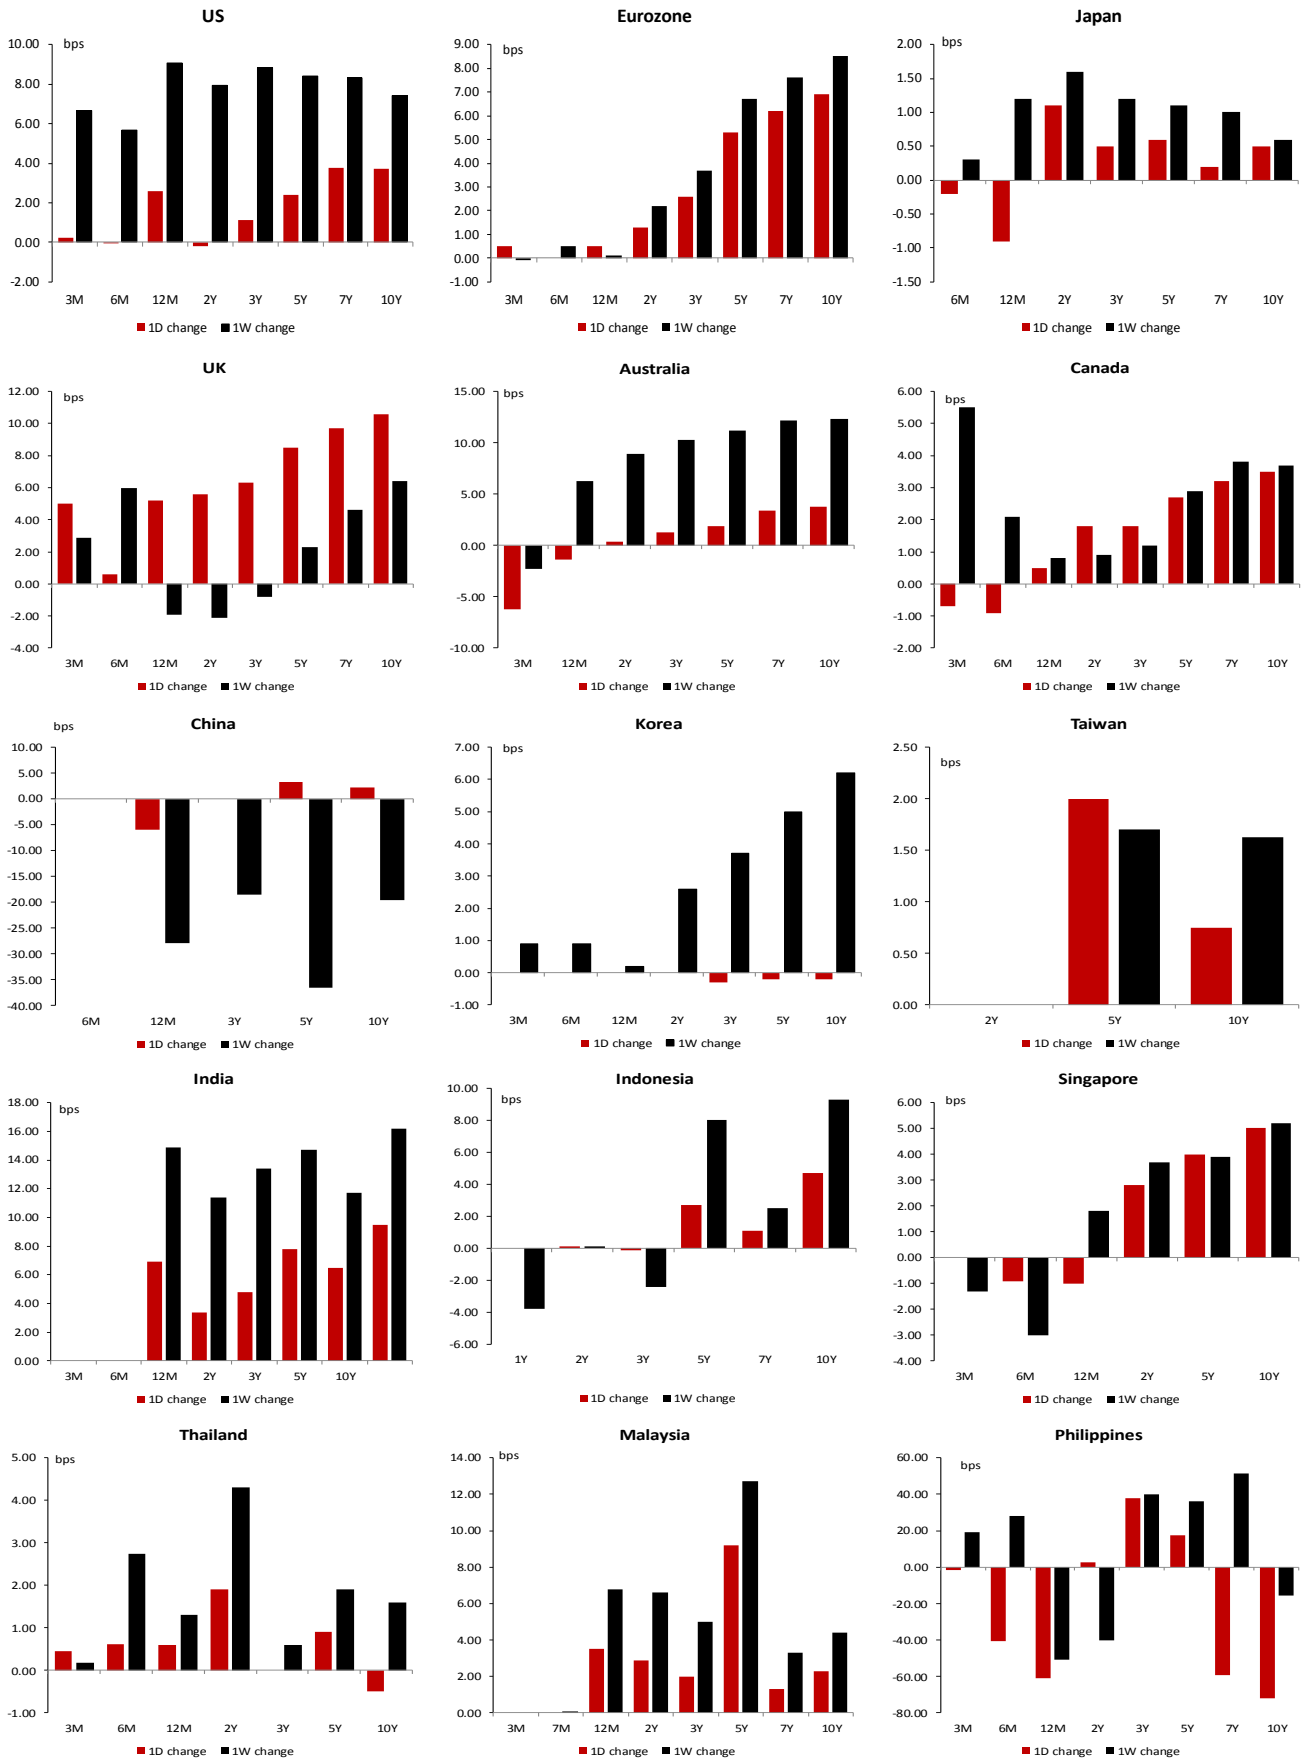 US
bps
10.00
8.00
6.00
4.00
2.00
0.00
-2.00
3M 6M 12M 2Y 3Y 5Y 7Y 10Y
1D change 1W change
Eurozone
bps
9.00
8.00
7.00
6.00
5.00
4.00
3.00
2.00
1.00
0.00
-1.00
3M 6M 12M 2Y 3Y 5Y 7Y 10Y
1D change 1W change
Japan
bps
2.00
1.50
1.00
0.50
0.00
-0.50
-1.00
-1.50
6M 12M 2Y 3Y 5Y 7Y 10Y
1D change 1W change
UK
bps
12.00
10.00
8.00
6.00
4.00
2.00
0.00
-2.00
-4.00
3M 6M 12M 2Y 3Y 5Y 7Y 10Y
1D change 1W change
Australia
bps
15.00
10.00
5.00
0.00
-5.00
-10.00
3M 12M 2Y 3Y 5Y 7Y 10Y
1D change 1W change
Canada
bps
6.00
5.00
4.00
3.00
2.00
1.00
0.00
-1.00
-2.00
3M 6M 12M 2Y 3Y 5Y 7Y 10Y
1D change 1W change
China
bps
10.00
5.00
0.00
-5.00
-10.00
-15.00
-20.00
-25.00
-30.00
-35.00
-40.00
6M 12M 3Y 5Y 10Y
1D change 1W change
Korea
bps
7.00
6.00
5.00
4.00
3.00
2.00
1.00
0.00
-1.00
3M 6M 12M 2Y 3Y 5Y 10Y
1D change 1W change
Taiwan
bps
2.50
2.00
1.50
1.00
0.50
0.00
2Y 5Y 10Y
1D change 1W change
India
bps
18.00
16.00
14.00
12.00
10.00
8.00
6.00
4.00
2.00
0.00
3M 6M 12M 2Y 3Y 5Y 10Y
1D change 1W change
Indonesia
bps
10.00
8.00
6.00
4.00
2.00
0.00
-2.00
-4.00
-6.00
1Y 2Y 3Y 5Y 7Y 10Y
1D change 1W change
Singapore
bps
6.00
5.00
4.00
3.00
2.00
1.00
0.00
-1.00
-2.00
-3.00
-4.00
3M 6M 12M 2Y 5Y 10Y
1D change 1W change
Thailand
bps
5.00
4.00
3.00
2.00
1.00
0.00
-1.00
3M 6M 12M 2Y 3Y 5Y 10Y
1D change 1W change
Malaysia
bps
14.00
12.00
10.00
8.00
6.00
4.00
2.00
0.00
3M 7M 12M 2Y 3Y 5Y 7Y 10Y
1D change 1W change
Philippines
bps
60.00
40.00
20.00
0.00
-20.00
-40.00
-60.00
-80.00
3M 6M 12M 2Y 3Y 5Y 7Y 10Y
1D change 1W change